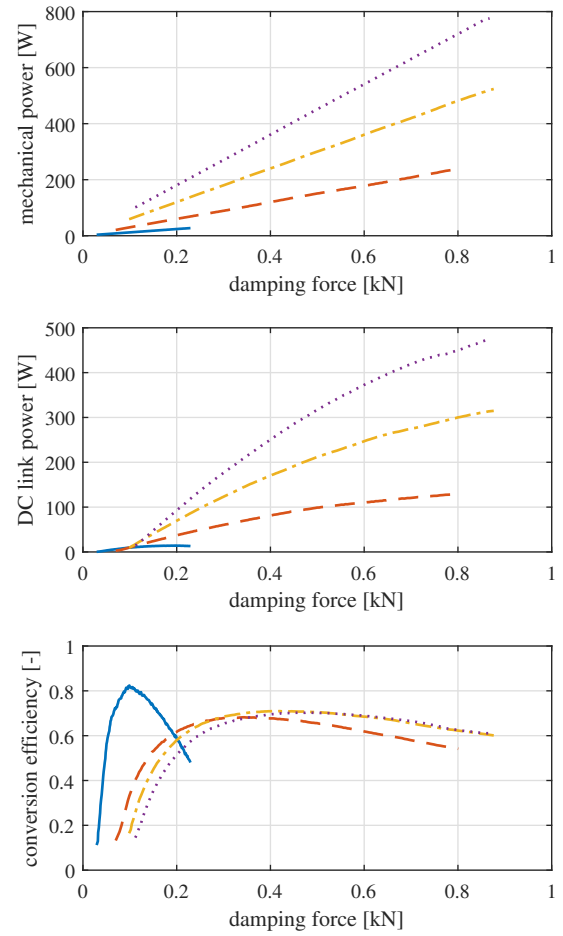 mechanical power [W]
800
600
400
200
0
0 0.2 0.4 0.6 0.8 1
damping force [kN]
DC link power [W]
500
400
300
200
100
0
0 0.2 0.4 0.6 0.8 1
damping force [kN]
conversion efficiency [-]
1
0.8
0.6
0.4
0.2
0
0 0.2 0.4 0.6 0.8 1
damping force [kN]